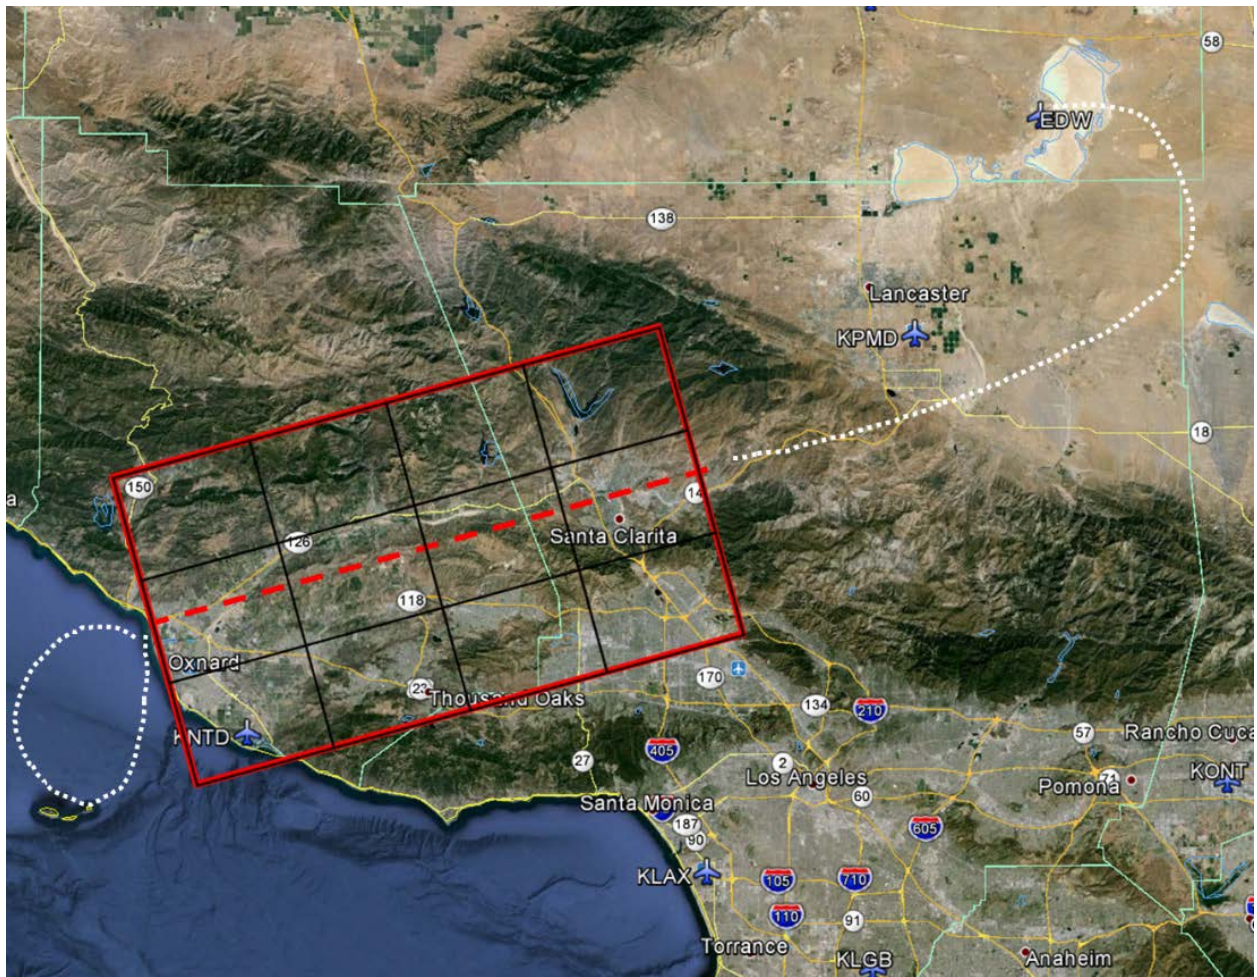 58
EDW
138
Lancaster
KPMD
18
150
a
14
Santa Clarita
126
118
Oxnard
23
Thousand Oaks
170
134
210
KNTD
405
27
57
Rancho Cuca
2
Los Angeles
Pomona
71
KONT
Santa Monica
60
187
605
90
KLAX
105
710
110
91
Torrance
KLGB
Anaheim